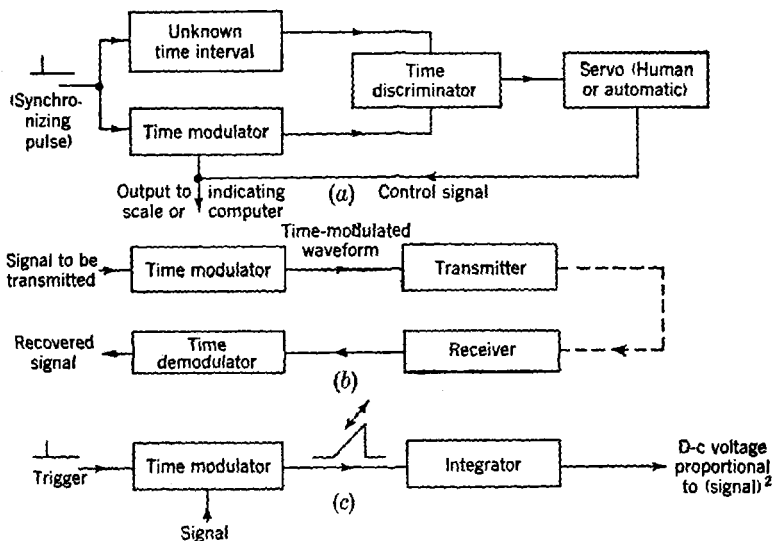 Unknown
time interval
Time
discriminator
Servo (Human
or automatic)
(Synchro-
nizing
pulse)
Time modulator
Output to
scale or
indicating
computer
(a)
Control signal
Time-modulated
waveform
Signal to be
transmitted
Time modulator
Transmitter
Recovered
signal
Time
demodulator
Receiver
(b)
Trigger
Time modulator
Integrator
D-c voltage
proportional
to (signal)²
(c)
Signal